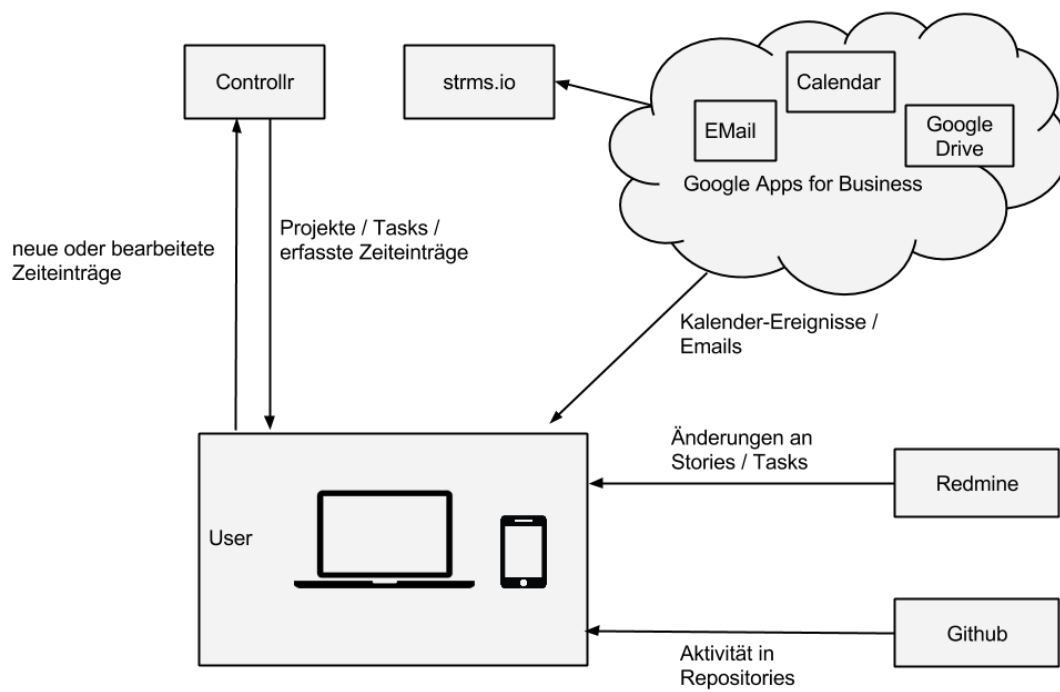 Controllr
strms.io
Calendar
EMail
Google
Drive
Google Apps for Business
neue oder bearbeitete
Zeiteinträge
Projekte / Tasks /
erfasste Zeiteinträge
Kalender-Ereignisse /
Emails
Änderungen an
Stories / Tasks
Redmine
User
Github
Aktivität in
Repositories